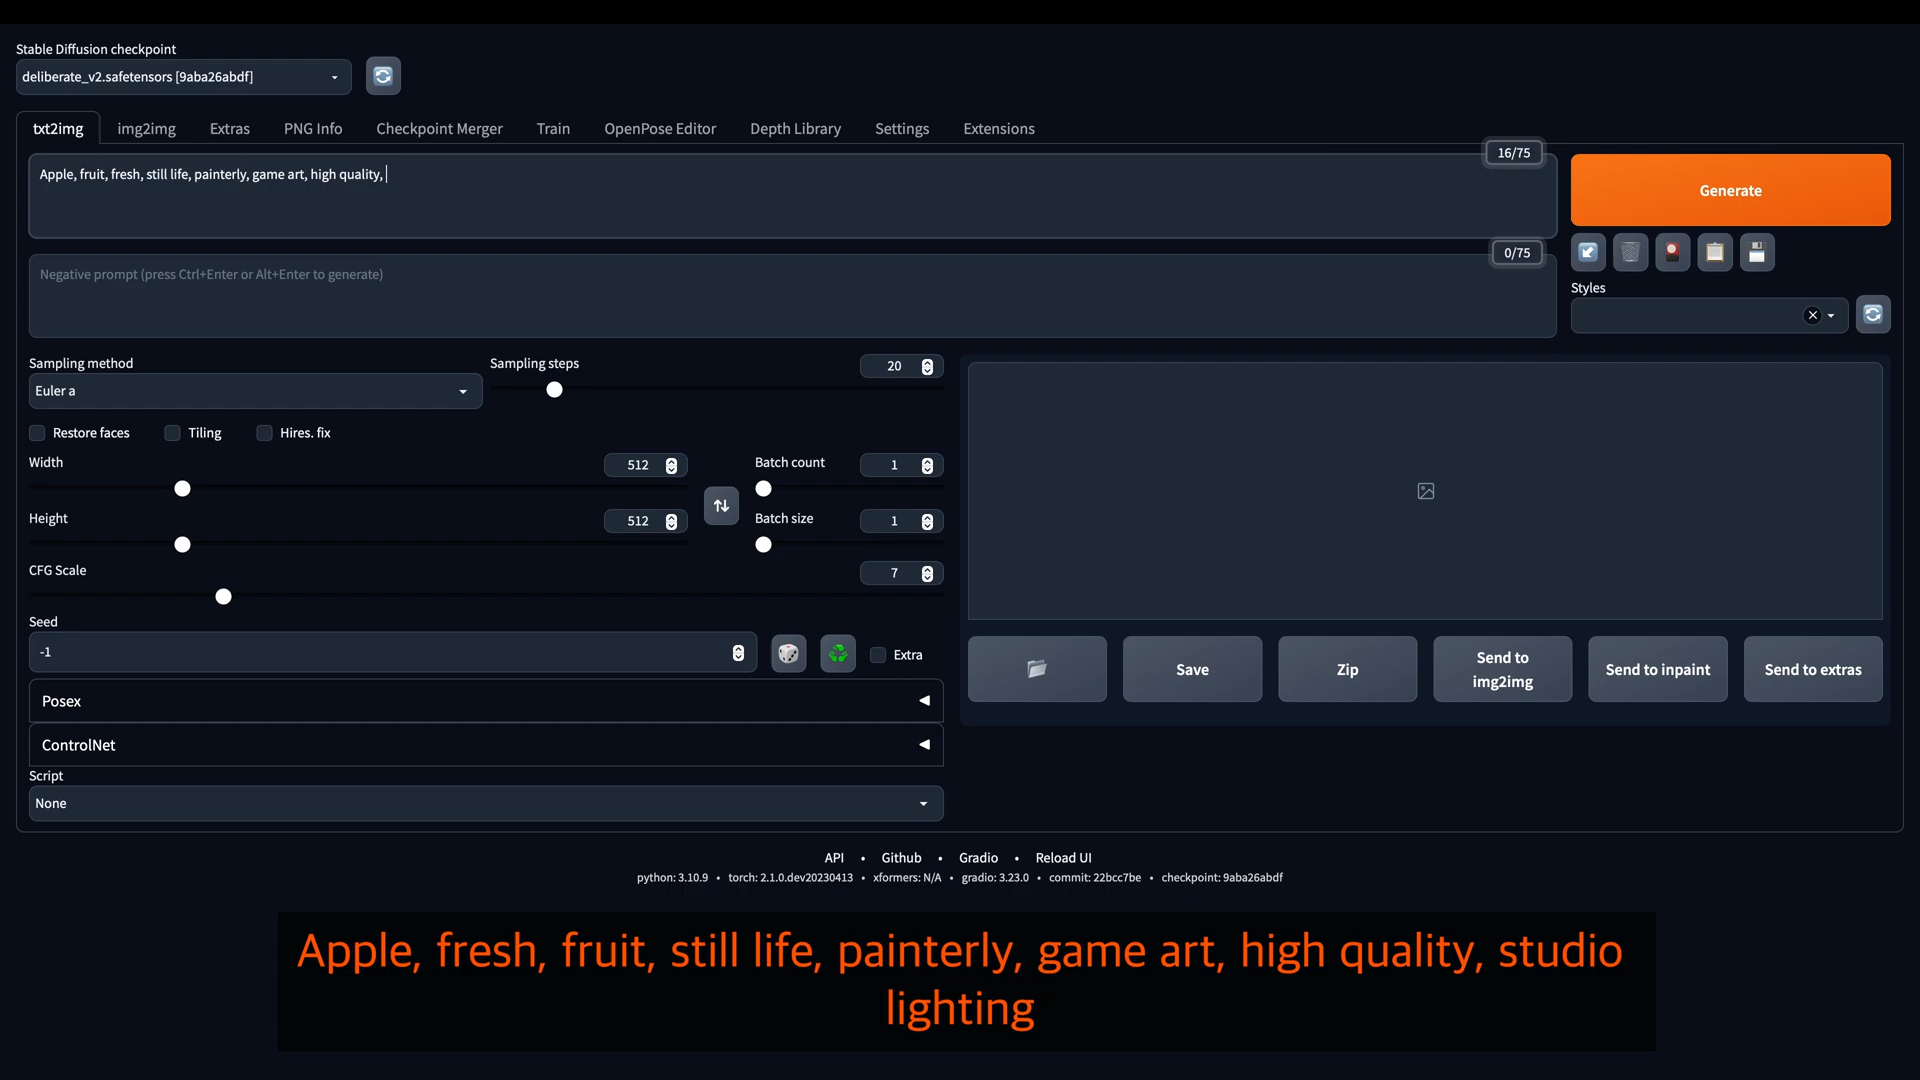 Stable Diffusion checkpoint
deliberate_v2.safetensors [9aba26abdf]
txt2img img2img Extras PNG Info Checkpoint Merger Train OpenPose Editor Depth Library Settings Extensions
16/75
Apple, fruit, fresh, still life, painterly, game art, high quality,
Generate
0/75
Negative prompt (press Ctrl+Enter or Alt+Enter to generate)
Styles
Sampling method
Euler a
Sampling steps
20
Restore faces Tiling Hires. fix
Width
512
Batch count
1
Height
512
Batch size
1
CFG Scale
7
Seed
-1
Extra
Posex
ControlNet
Script
None
Save
Zip
Send to
img2img
Send to inpaint
Send to extras
API • Github • Gradio • Reload UI
python: 3.10.9 • torch: 2.1.0.dev20230413 • xformers: N/A • gradio: 3.23.0 • commit: 22bcc7be • checkpoint: 9aba26abdf
Apple, fresh, fruit, still life, painterly, game art, high quality, studio
lighting